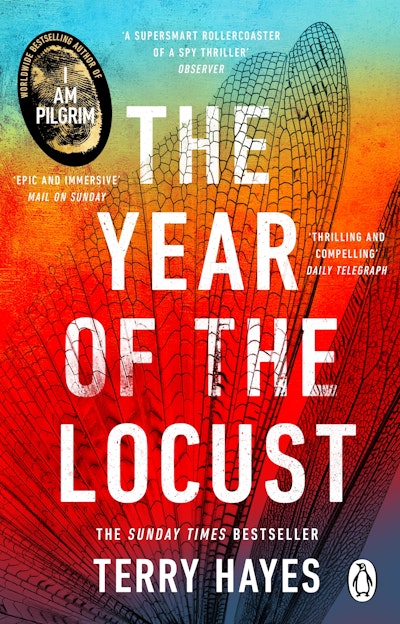 'A SUPERSMART ROLLERCOASTER
OF A SPY THRILLER'
OBSERVER
WORLDWIDE BESTSELLING AUTHOR OF
I
AM
PILGRIM
THE
'EPIC AND IMMERSIVE'
MAIL ON SUNDAY
YEAR
'THRILLING AND
COMPELLING'
DAILY TELEGRAPH
OF THE
LOCUST
THE SUNDAY TIMES BESTSELLER
TERRY HAYES